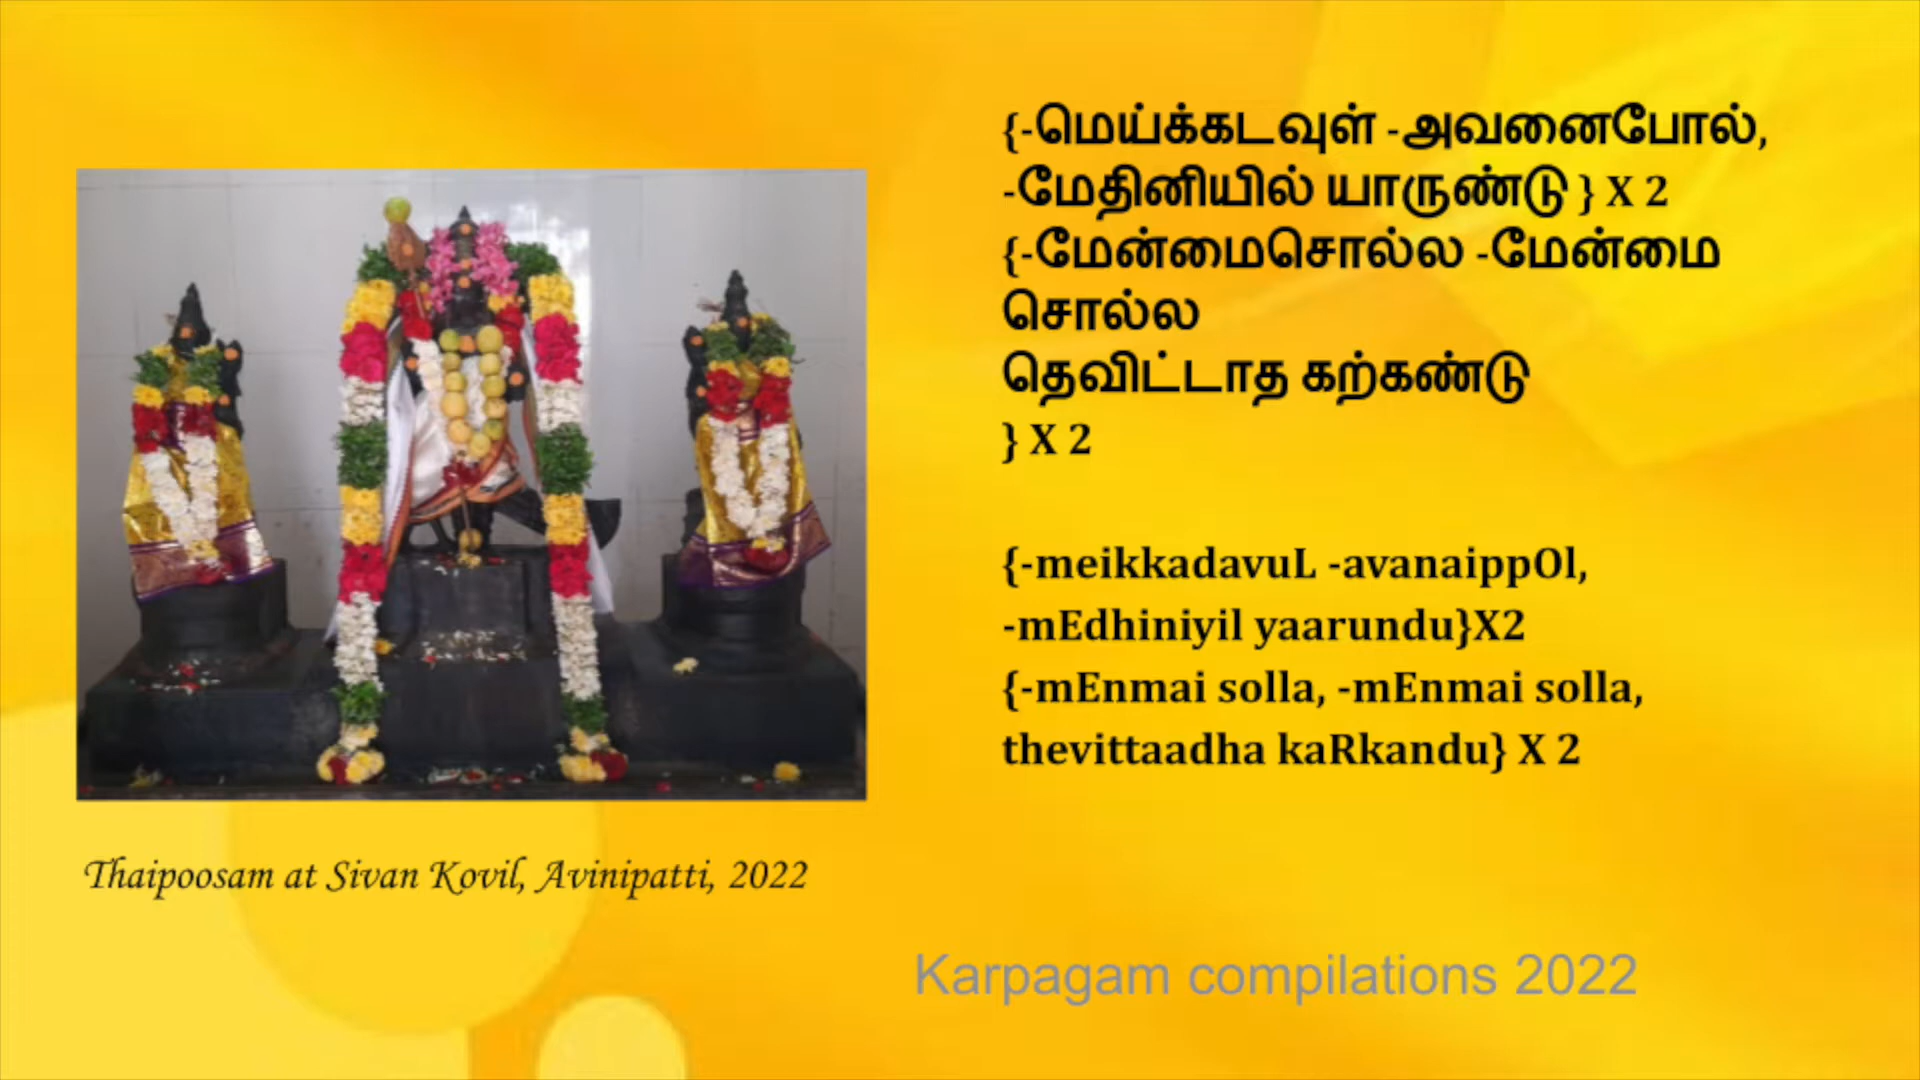 {-மெய்க்கடவுள் -அவனைபோல்,
-மேதினியில் யாருண்டு } X 2
{-மேன்மைசொல்ல -மேன்மை
சொல்ல
தெவிட்டாத கற்கண்டு
} X 2
{-meikkadavuL -avanaippOl,
-mEdhiniyil yaarundu}X2
{-mEnmai solla, -mEnmai solla,
thevittaadha kaRkandu} X 2
Thaipoosam at Sivan Kovil, Avinipatti, 2022
Karpagam compilations 2022